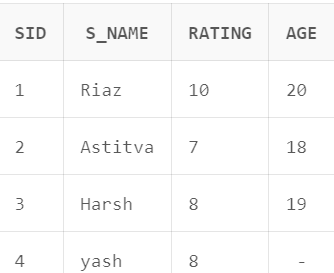 SID S_NAME RATING AGE
1 Riaz 10 20
2 Astitva 7 18
3 Harsh 8 19
4 yash 8 -